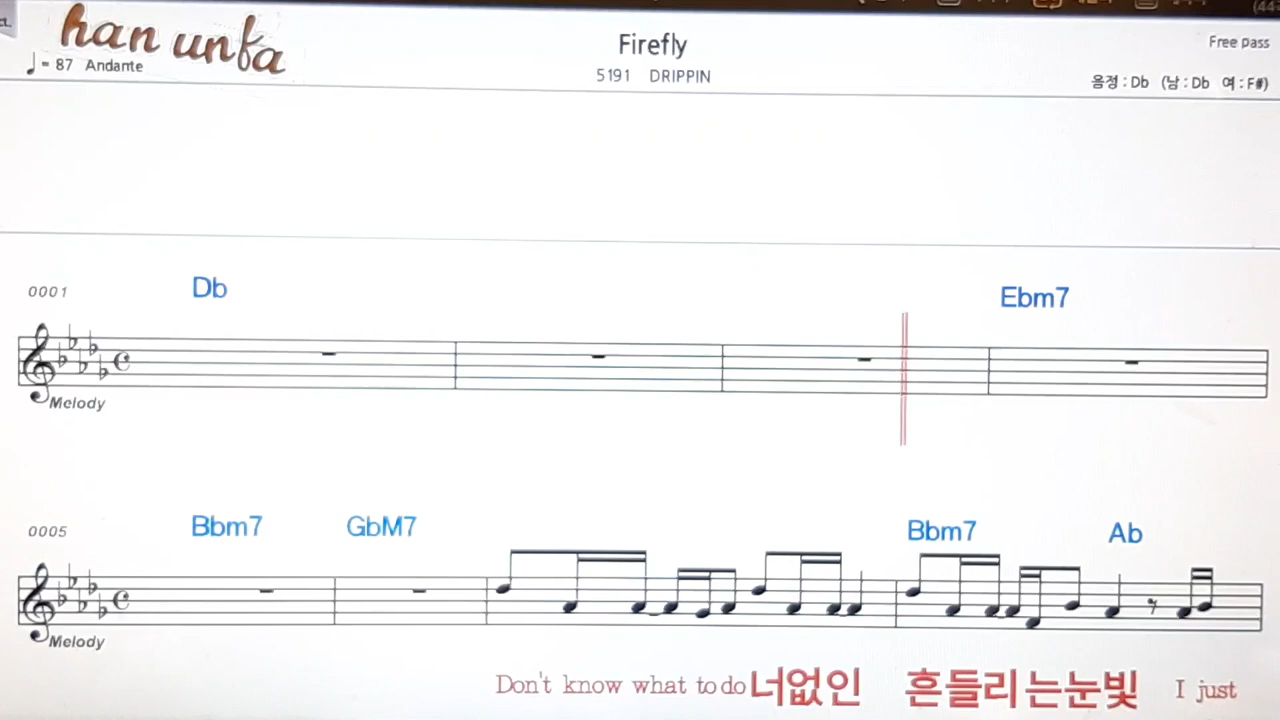 han unfa
♩= 87 Andante
Firefly
5191 DRIPPIN
Free pass
음정 : Db (남 : Db 여 : F#)
0001
Db
Ebm7
Melody
0005
Bbm7 GbM7 Bbm7 Ab
Melody
Don't know what to do 너없인 흔들리는눈빛 I just